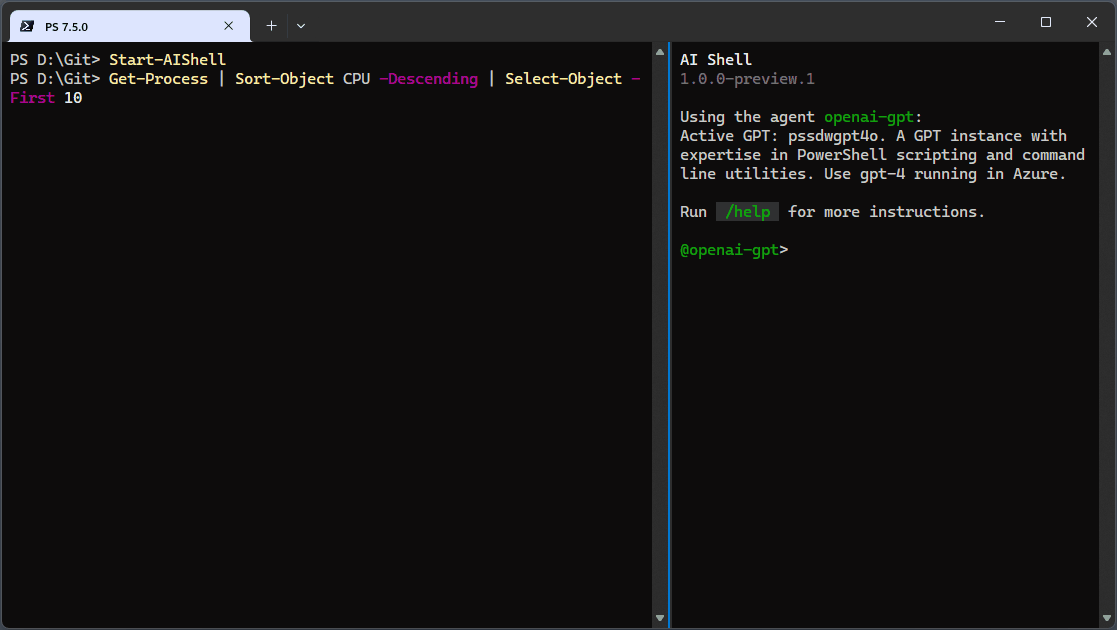 PS 7.5.0
PS D:\Git> Start-AIShell
PS D:\Git> Get-Process | Sort-Object CPU -Descending | Select-Object -
First 10
AI Shell
1.0.0-preview.1
Using the agent openai-gpt:
Active GPT: pssdwgpt4o. A GPT instance with
expertise in PowerShell scripting and command
line utilities. Use gpt-4 running in Azure.
Run /help for more instructions.
@openai-gpt>